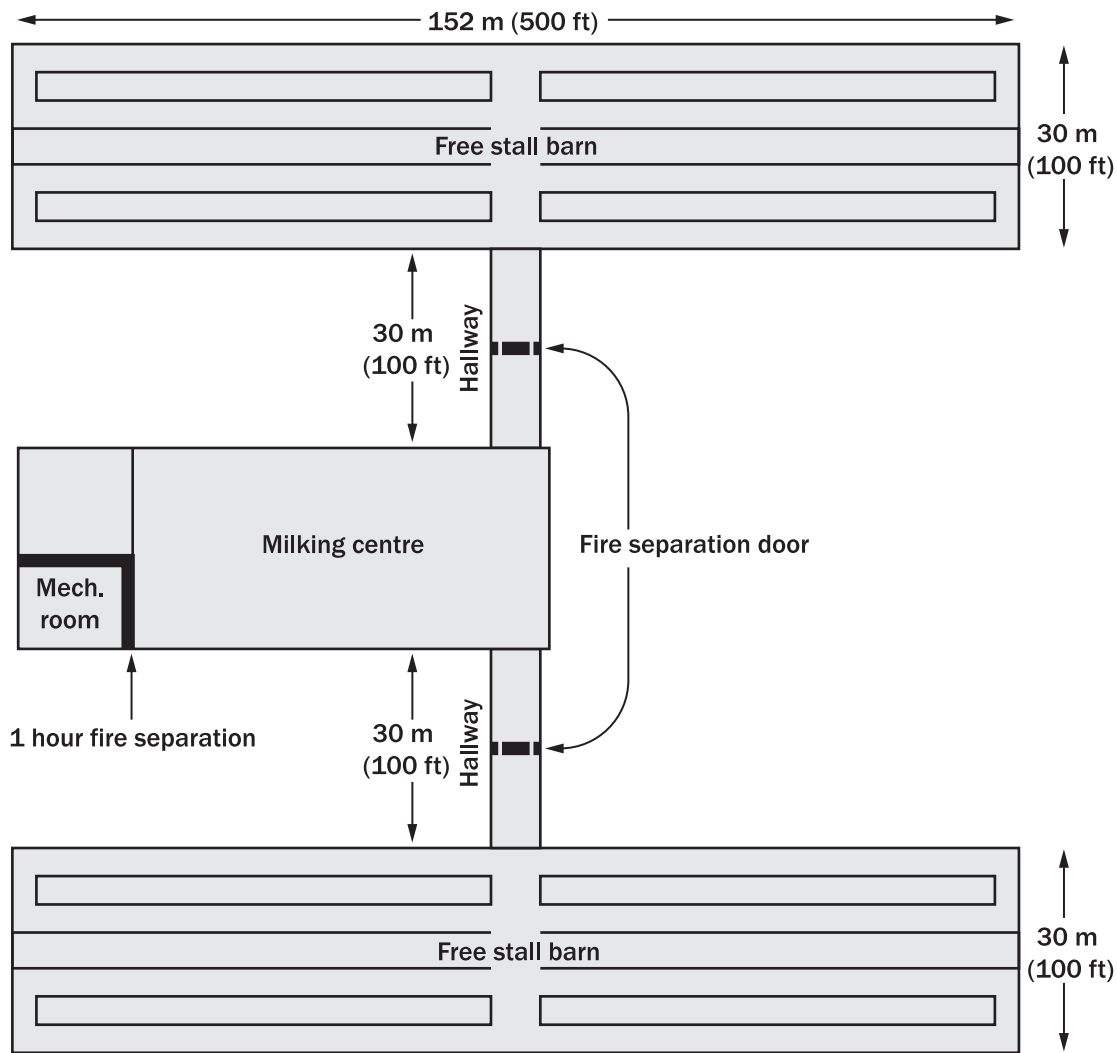 152 m (500 ft)
Free stall barn
30 m
(100 ft)
30 m
(100 ft)
Hallway
Milking centre
Fire separation door
Mech.
room
1 hour fire separation
30 m
(100 ft)
Hallway
Free stall barn
30 m
(100 ft)